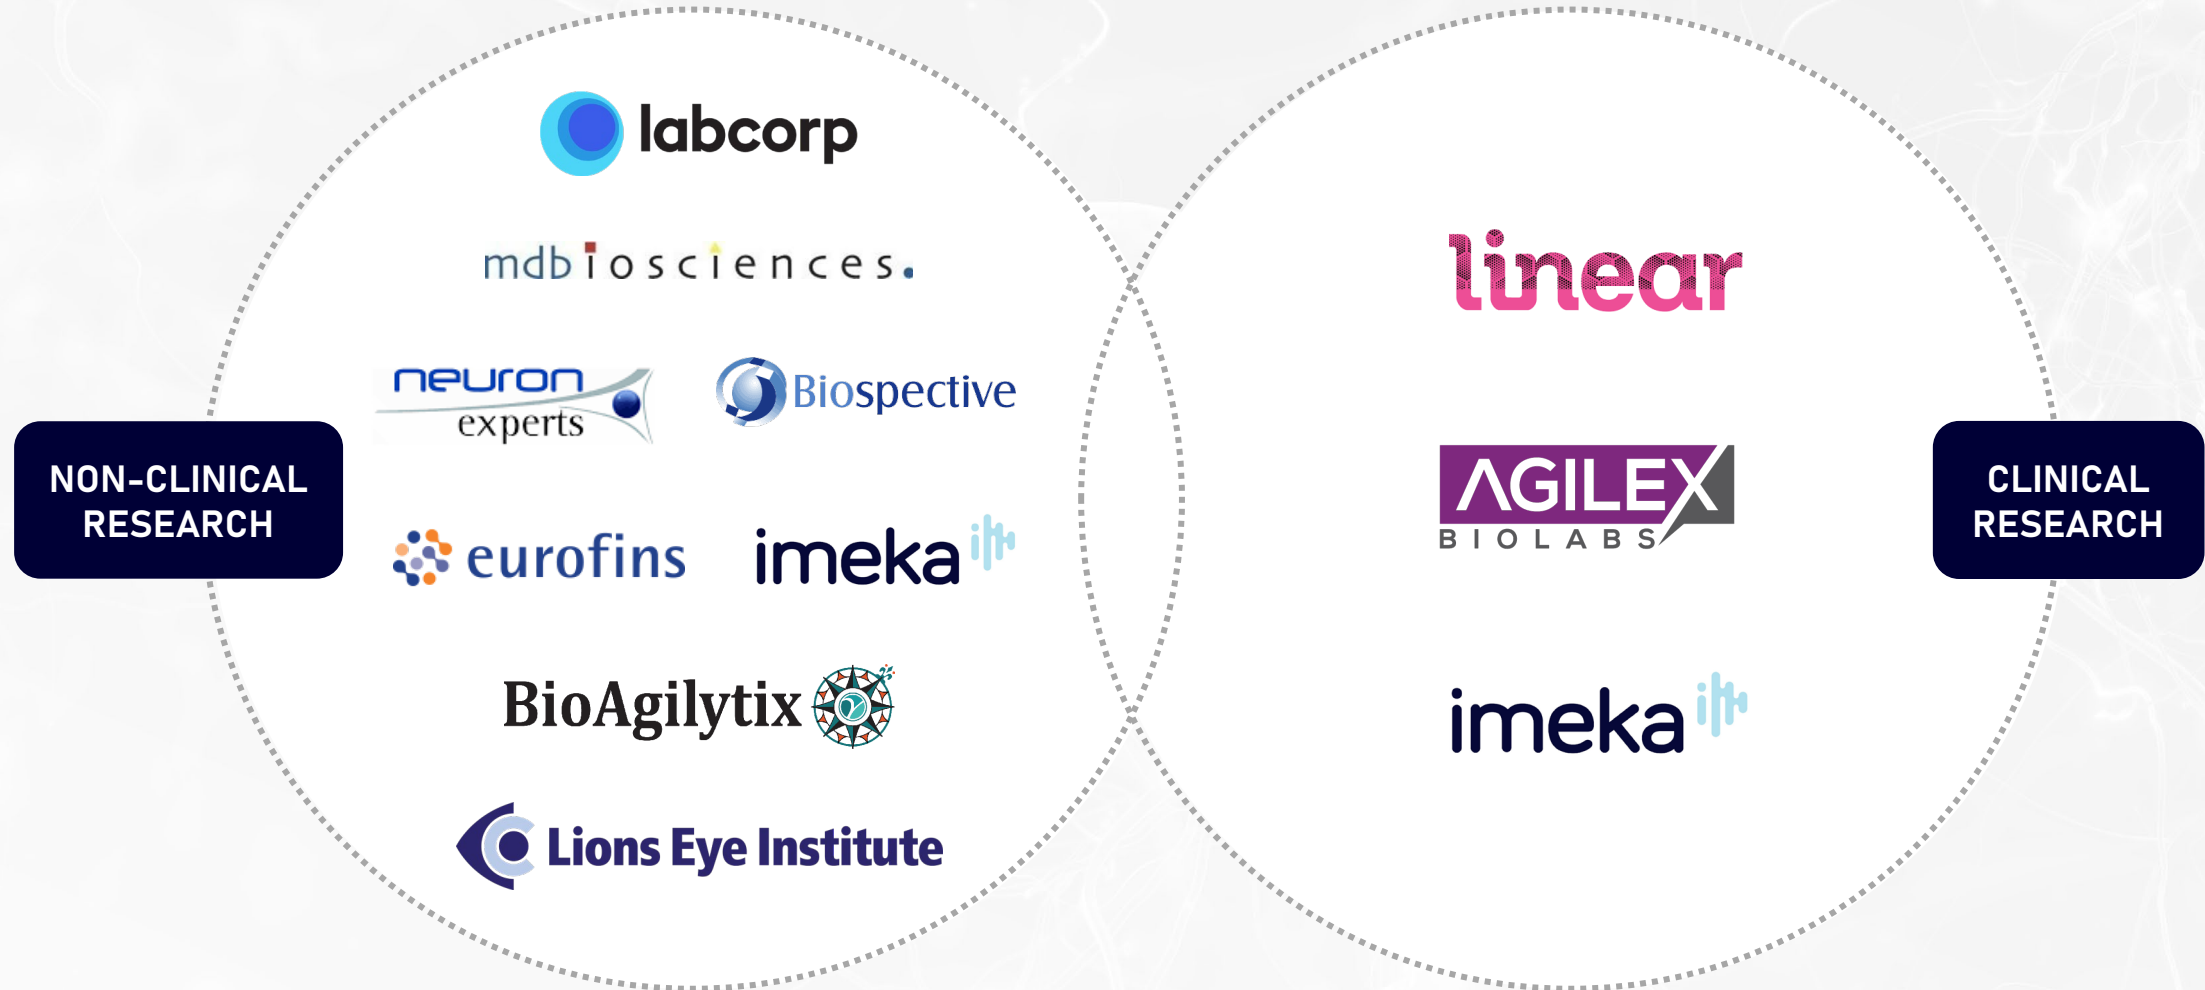 labcorp
mdbiosciences.
neuron
experts
Biospective
NON-CLINICAL
RESEARCH
eurofins
imeka
BioAgilytix
Lions Eye Institute
linear
AGILEX
BIOLABS
imeka
CLINICAL
RESEARCH